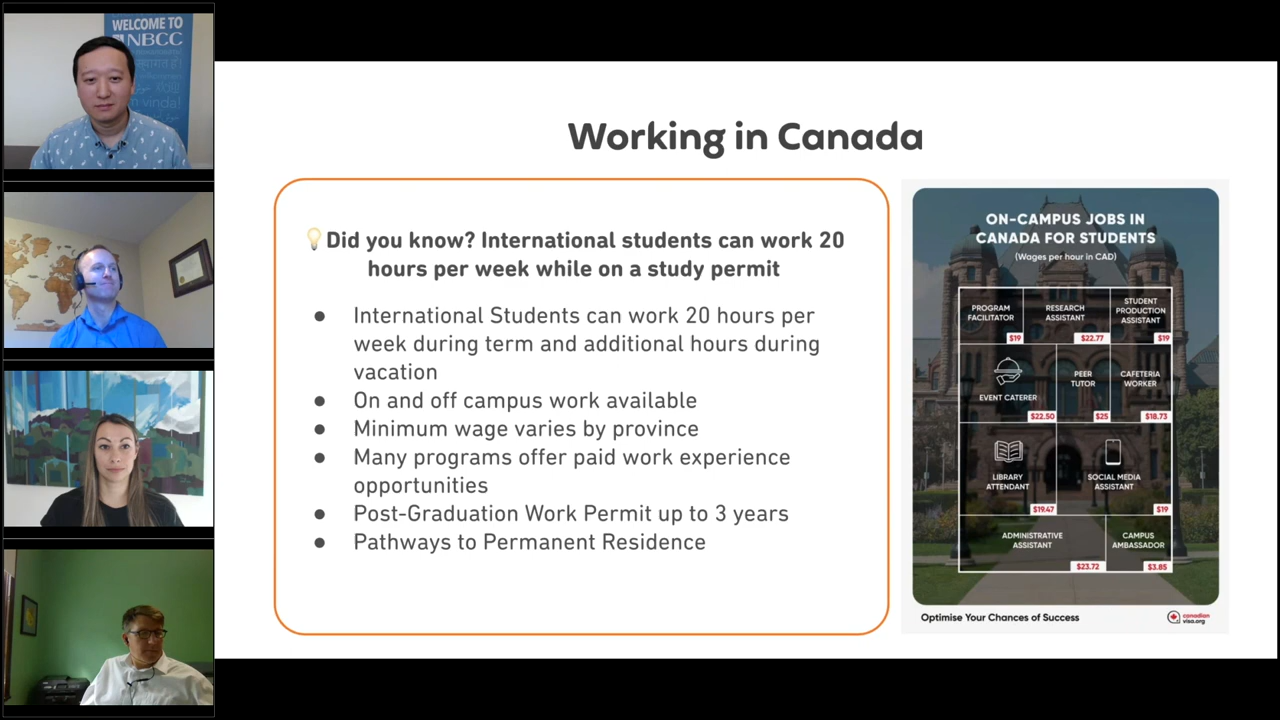 WELCOME TO
NBCC
Working in Canada
Did you know? International students can work 20
hours per week while on a study permit
● International Students can work 20 hours per
week during term and additional hours during
vacation
● On and off campus work available
● Minimum wage varies by province
● Many programs offer paid work experience
opportunities
● Post-Graduation Work Permit up to 3 years
● Pathways to Permanent Residence
ON-CAMPUS JOBS IN
CANADA FOR STUDENTS
(Wages per hour in CAD)
PROGRAM
FACILITATOR
$19
RESEARCH
ASSISTANT
$22.77
STUDENT
PRODUCTION
ASSISTANT
$19
EVENT CATERER
$22.50
PEER
TUTOR
$25
CAFETERIA
WORKER
$18.73
LIBRARY
ATTENDANT
$19.47
SOCIAL MEDIA
ASSISTANT
$19
ADMINISTRATIVE
ASSISTANT
$23.72
CAMPUS
AMBASSADOR
$3.85
Optimise Your Chances of Success
canadian
visa.org